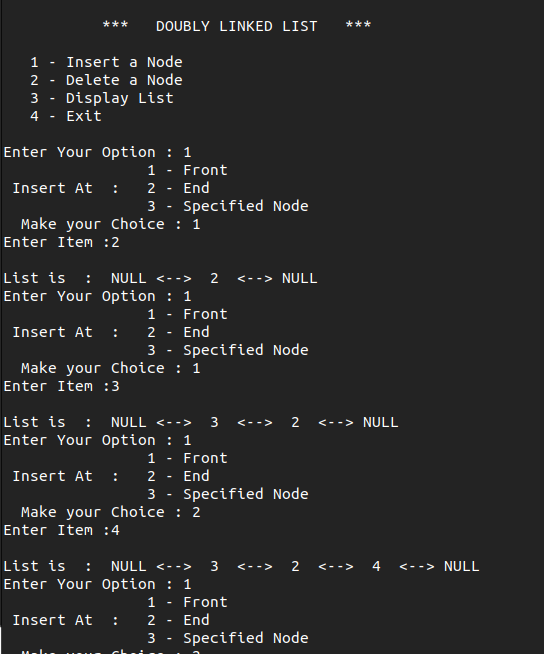 *** DOUBLY LINKED LIST ***
1 - Insert a Node
2 - Delete a Node
3 - Display List
4 - Exit
Enter Your Option : 1
1 - Front
Insert At : 2 - End
3 - Specified Node
Make your Choice : 1
Enter Item :2
List is : NULL <--> 2 <--> NULL
Enter Your Option : 1
1 - Front
Insert At : 2 - End
3 - Specified Node
Make your Choice : 1
Enter Item :3
List is : NULL <--> 3 <--> 2 <--> NULL
Enter Your Option : 1
1 - Front
Insert At : 2 - End
3 - Specified Node
Make your Choice : 2
Enter Item :4
List is : NULL <--> 3 <--> 2 <--> 4 <--> NULL
Enter Your Option : 1
1 - Front
Insert At : 2 - End
3 - Specified Node
Make your Choice :